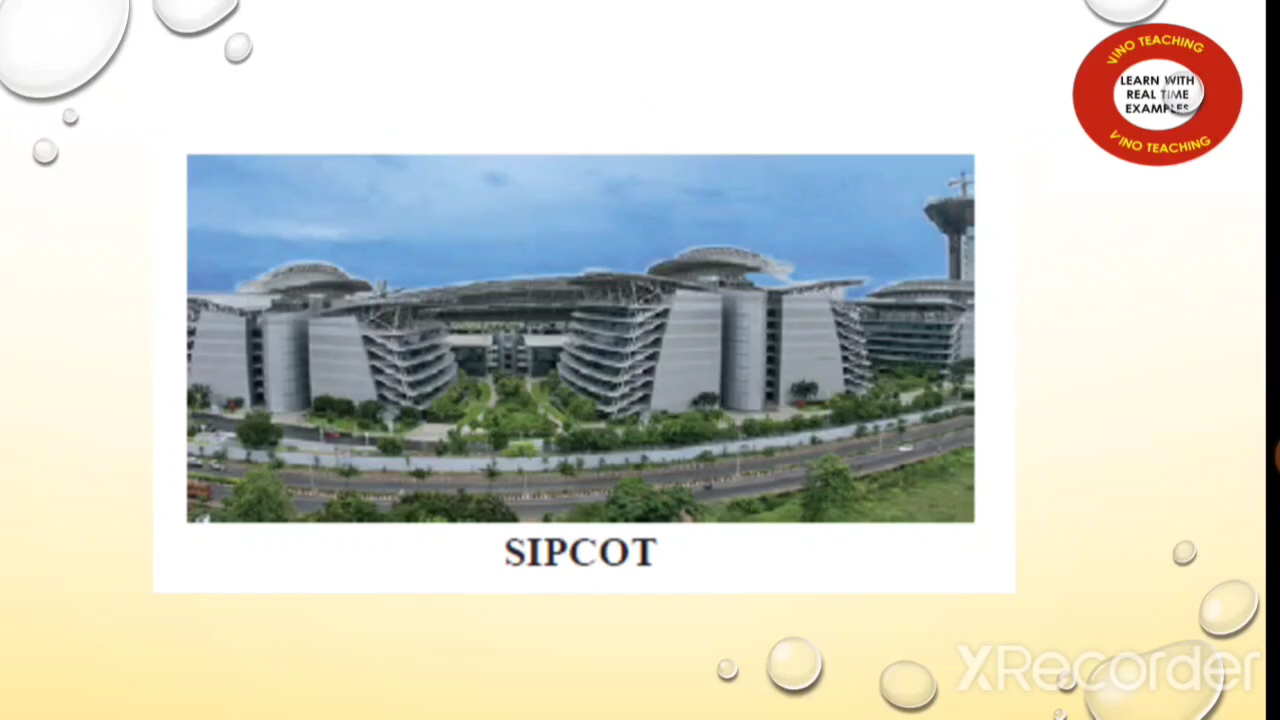 VINO TEACHING
LEARN WITH
REAL TIME
EXAMPLES
VINO TEACHING
SIPCOT
XRecorder